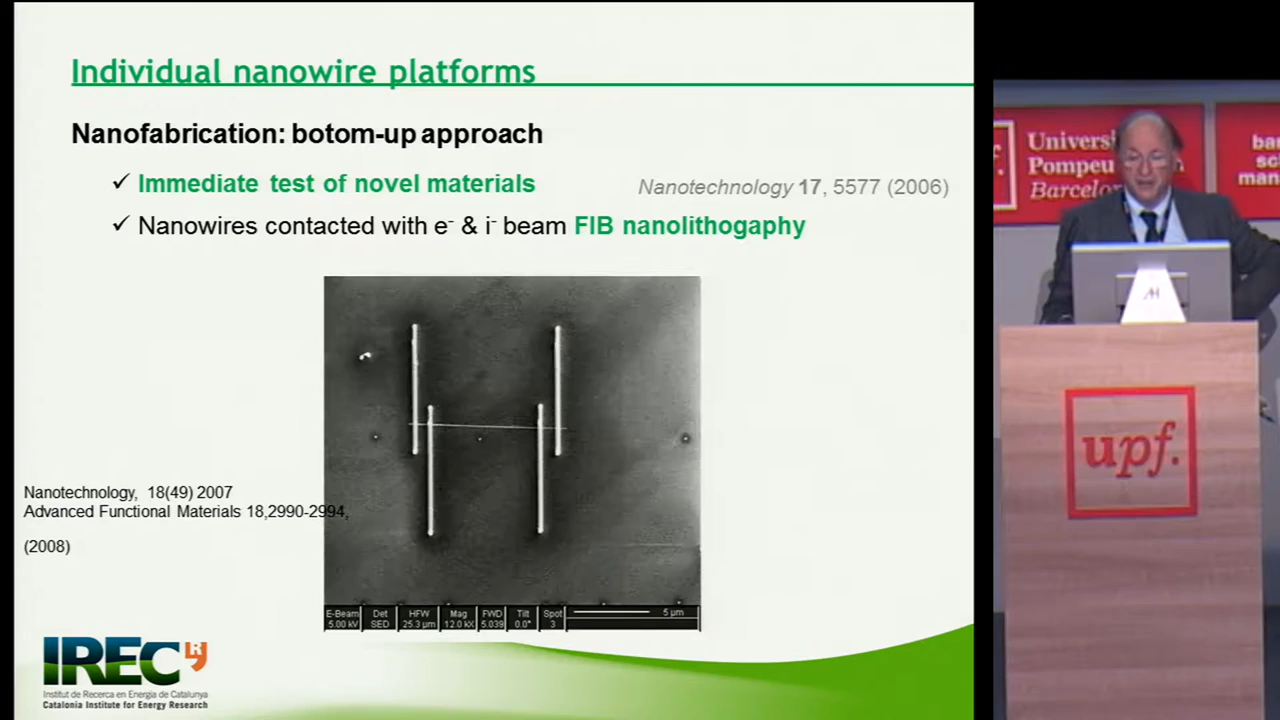 Individual nanowire platforms
Nanofabrication: botom-up approach
✓ Immediate test of novel materials
Nanotechnology 17, 5577 (2006)
✓ Nanowires contacted with e- & i- beam FIB nanolithogaphy
Nanotechnology, 18(49) 2007
Advanced Functional Materials 18,2990-2994,
(2008)
E-Beam Det HFW Mag FWD Tilt Spot 5 µm
5.00 kV SED 25.3 µm 12.0 kX 5.039 0.0° 3
IREC R
Institut de Recerca en Energia de Catalunya
Catalonia Institute for Energy Research
pf.
Pompeu
Barcelo
upf.